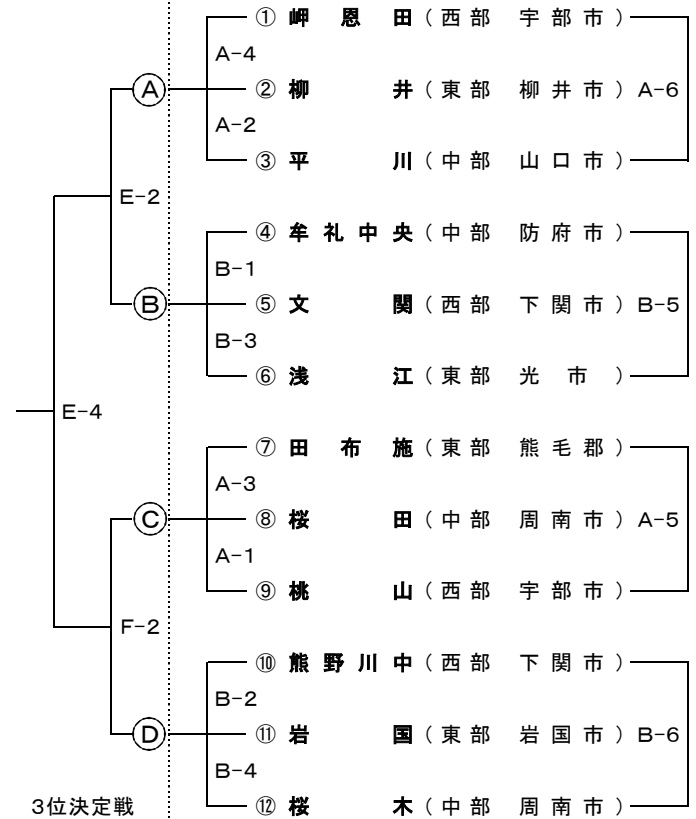 ① 岬恩田(西部 宇部市)
A-4
Ⓐ ② 柳井(東部 柳井市) A-6
A-2
③ 平川(中部 山口市)
E-2
④ 牟礼中央(中部 防府市)
B-1
Ⓑ ⑤ 文関(西部 下関市) B-5
B-3
⑥ 浅江(東部 光市)
E-4
⑦ 田布施(東部 熊毛郡)
A-3
Ⓒ ⑧ 桜田(中部 周南市) A-5
A-1
⑨ 桃山(西部 宇部市)
F-2
⑩ 熊野川中(西部 下関市)
B-2
Ⓓ ⑪ 岩国(東部 岩国市) B-6
B-4
3位決定戦 ⑫ 桜木(中部 周南市)